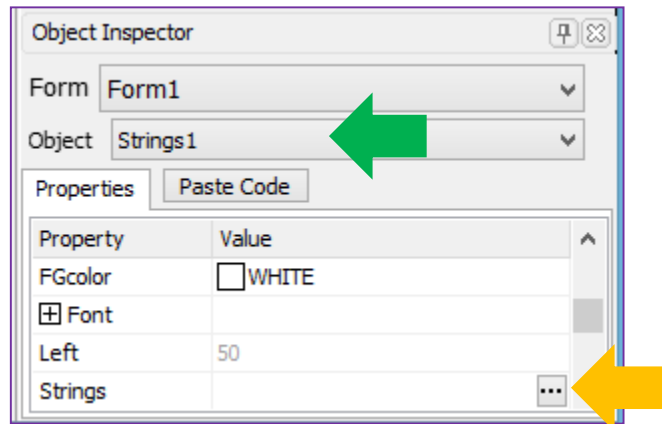 Object Inspector
Form Form1
Object Strings1
Properties Paste Code
Property Value
FGcolor WHITE
Font
Left 50
Strings ...